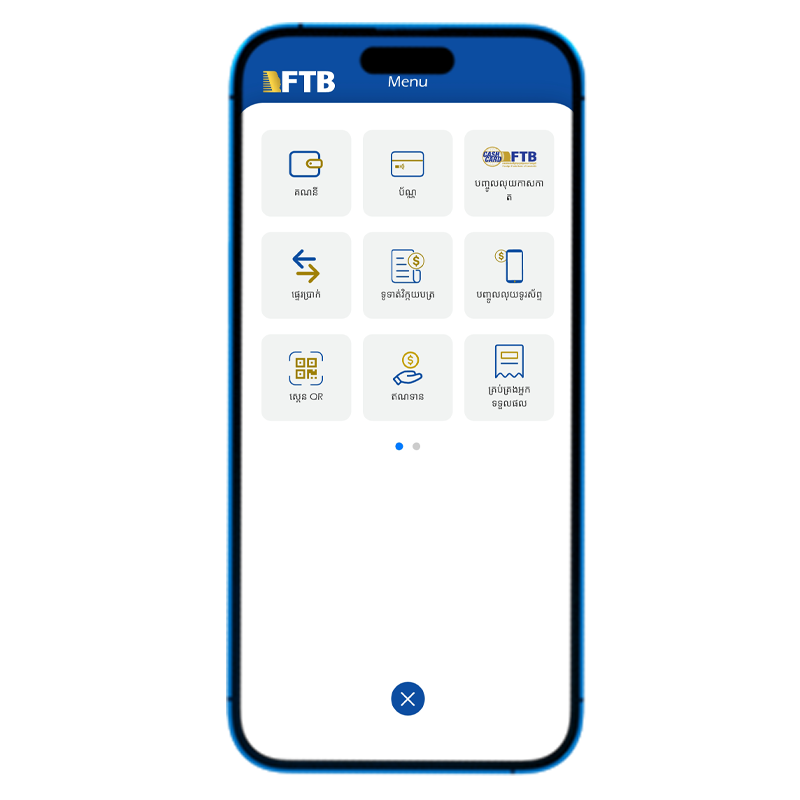 FTB
Menu
គណនី
ប័ណ្ណ
CASH CARD FTB
បញ្ចូលលុយកាសកា
ត
ផ្ទេរប្រាក់
ទូទាត់វិក្កយបត្រ
បញ្ចូលលុយទូរស័ព្ទ
ស្កេន QR
ឥណទាន
គ្រប់គ្រងអ្នក
ទទួលផល